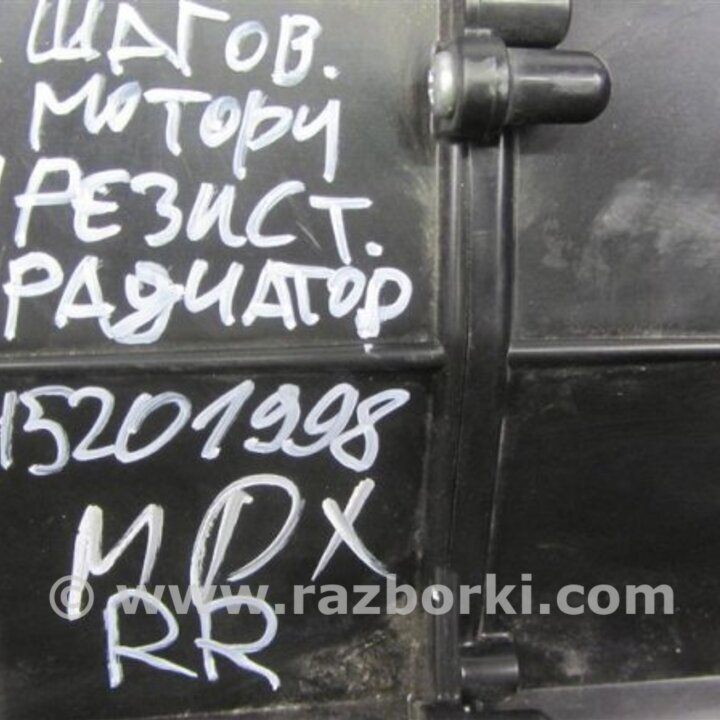 ШАГОВ.
МОТОРЧ
РЕЗИСТ.
РАДИАТОР
15201998
MDX
© www.razborki.com
RR